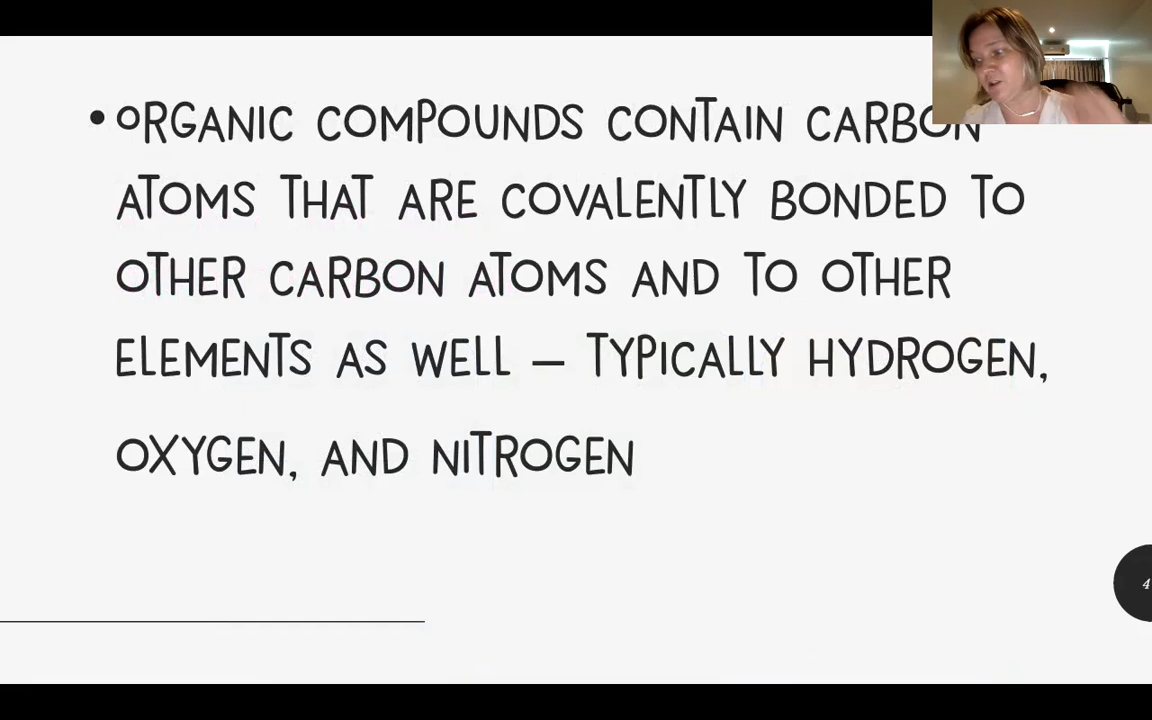 • ORGANIC COMPOUNDS CONTAIN CARBON
ATOMS THAT ARE COVALENTLY BONDED TO
OTHER CARBON ATOMS AND TO OTHER
ELEMENTS AS WELL – TYPICALLY HYDROGEN,
OXYGEN, AND NITROGEN
4